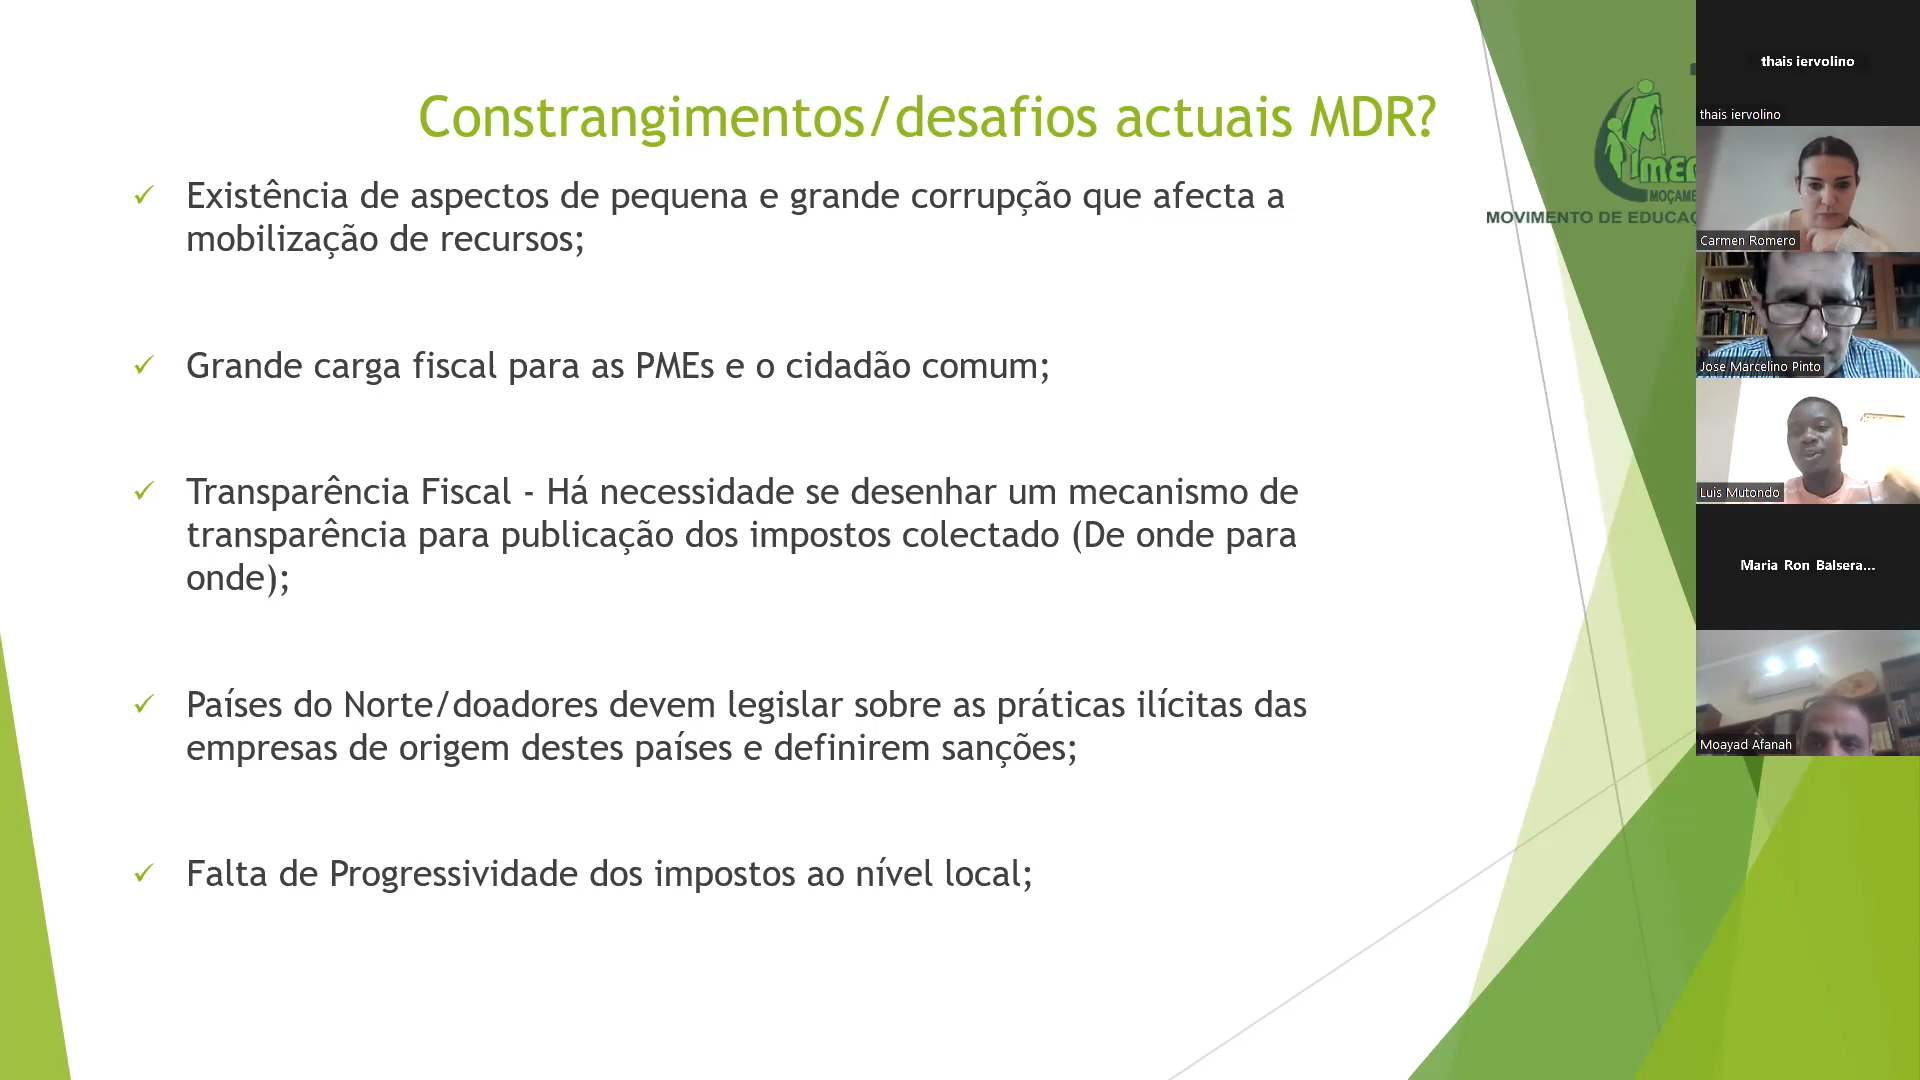 Constrangimentos/desafios actuais MDR?
Existência de aspectos de pequena e grande corrupção que afecta a
mobilização de recursos;
Grande carga fiscal para as PMEs e o cidadão comum;
Transparência Fiscal - Há necessidade se desenhar um mecanismo de
transparência para publicação dos impostos colectado (De onde para
onde);
Países do Norte/doadores devem legislar sobre as práticas ilícitas das
empresas de origem destes países e definirem sanções;
Falta de Progressividade dos impostos ao nível local;
MOVIMENTO DE
thais iervolino
thais iervolino
Carmen Romero
Jose Marcelino Pinto
Luis Mutondo
Maria Ron Balsera...
Moayad Afanah